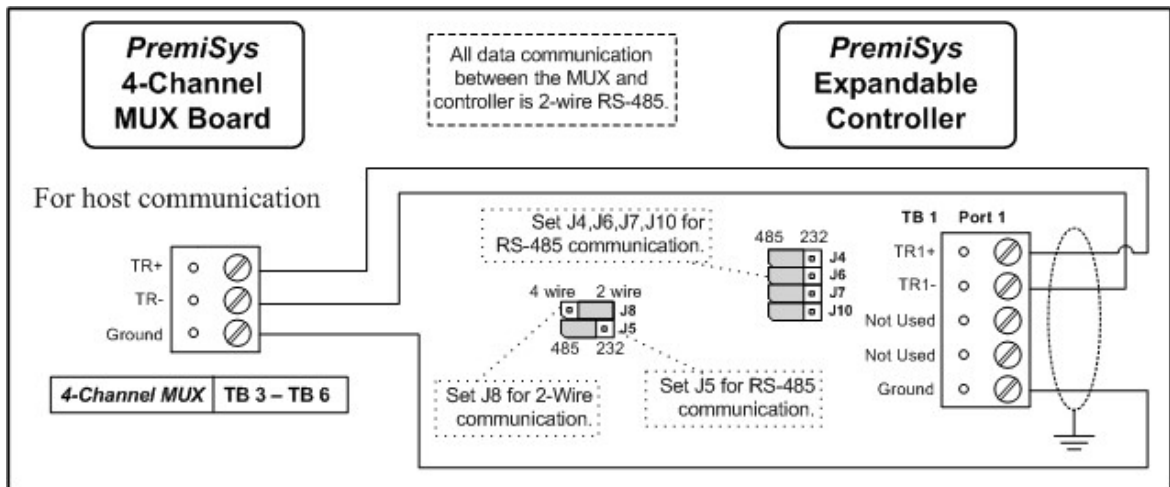 PremiSys
4-Channel
MUX Board
All data communication
between the MUX and
controller is 2-wire RS-485.
PremiSys
Expandable
Controller
For host communication
TR+
TR-
Ground
4-Channel MUX TB 3 – TB 6
Set J4,J6,J7,J10 for
RS-485 communication.
485 232
J4
J6
J7
J10
4 wire 2 wire
J8
J5
485 232
Set J8 for 2-Wire
communication.
Set J5 for RS-485
communication.
TB 1 Port 1
TR1+
TR1-
Not Used
Not Used
Ground